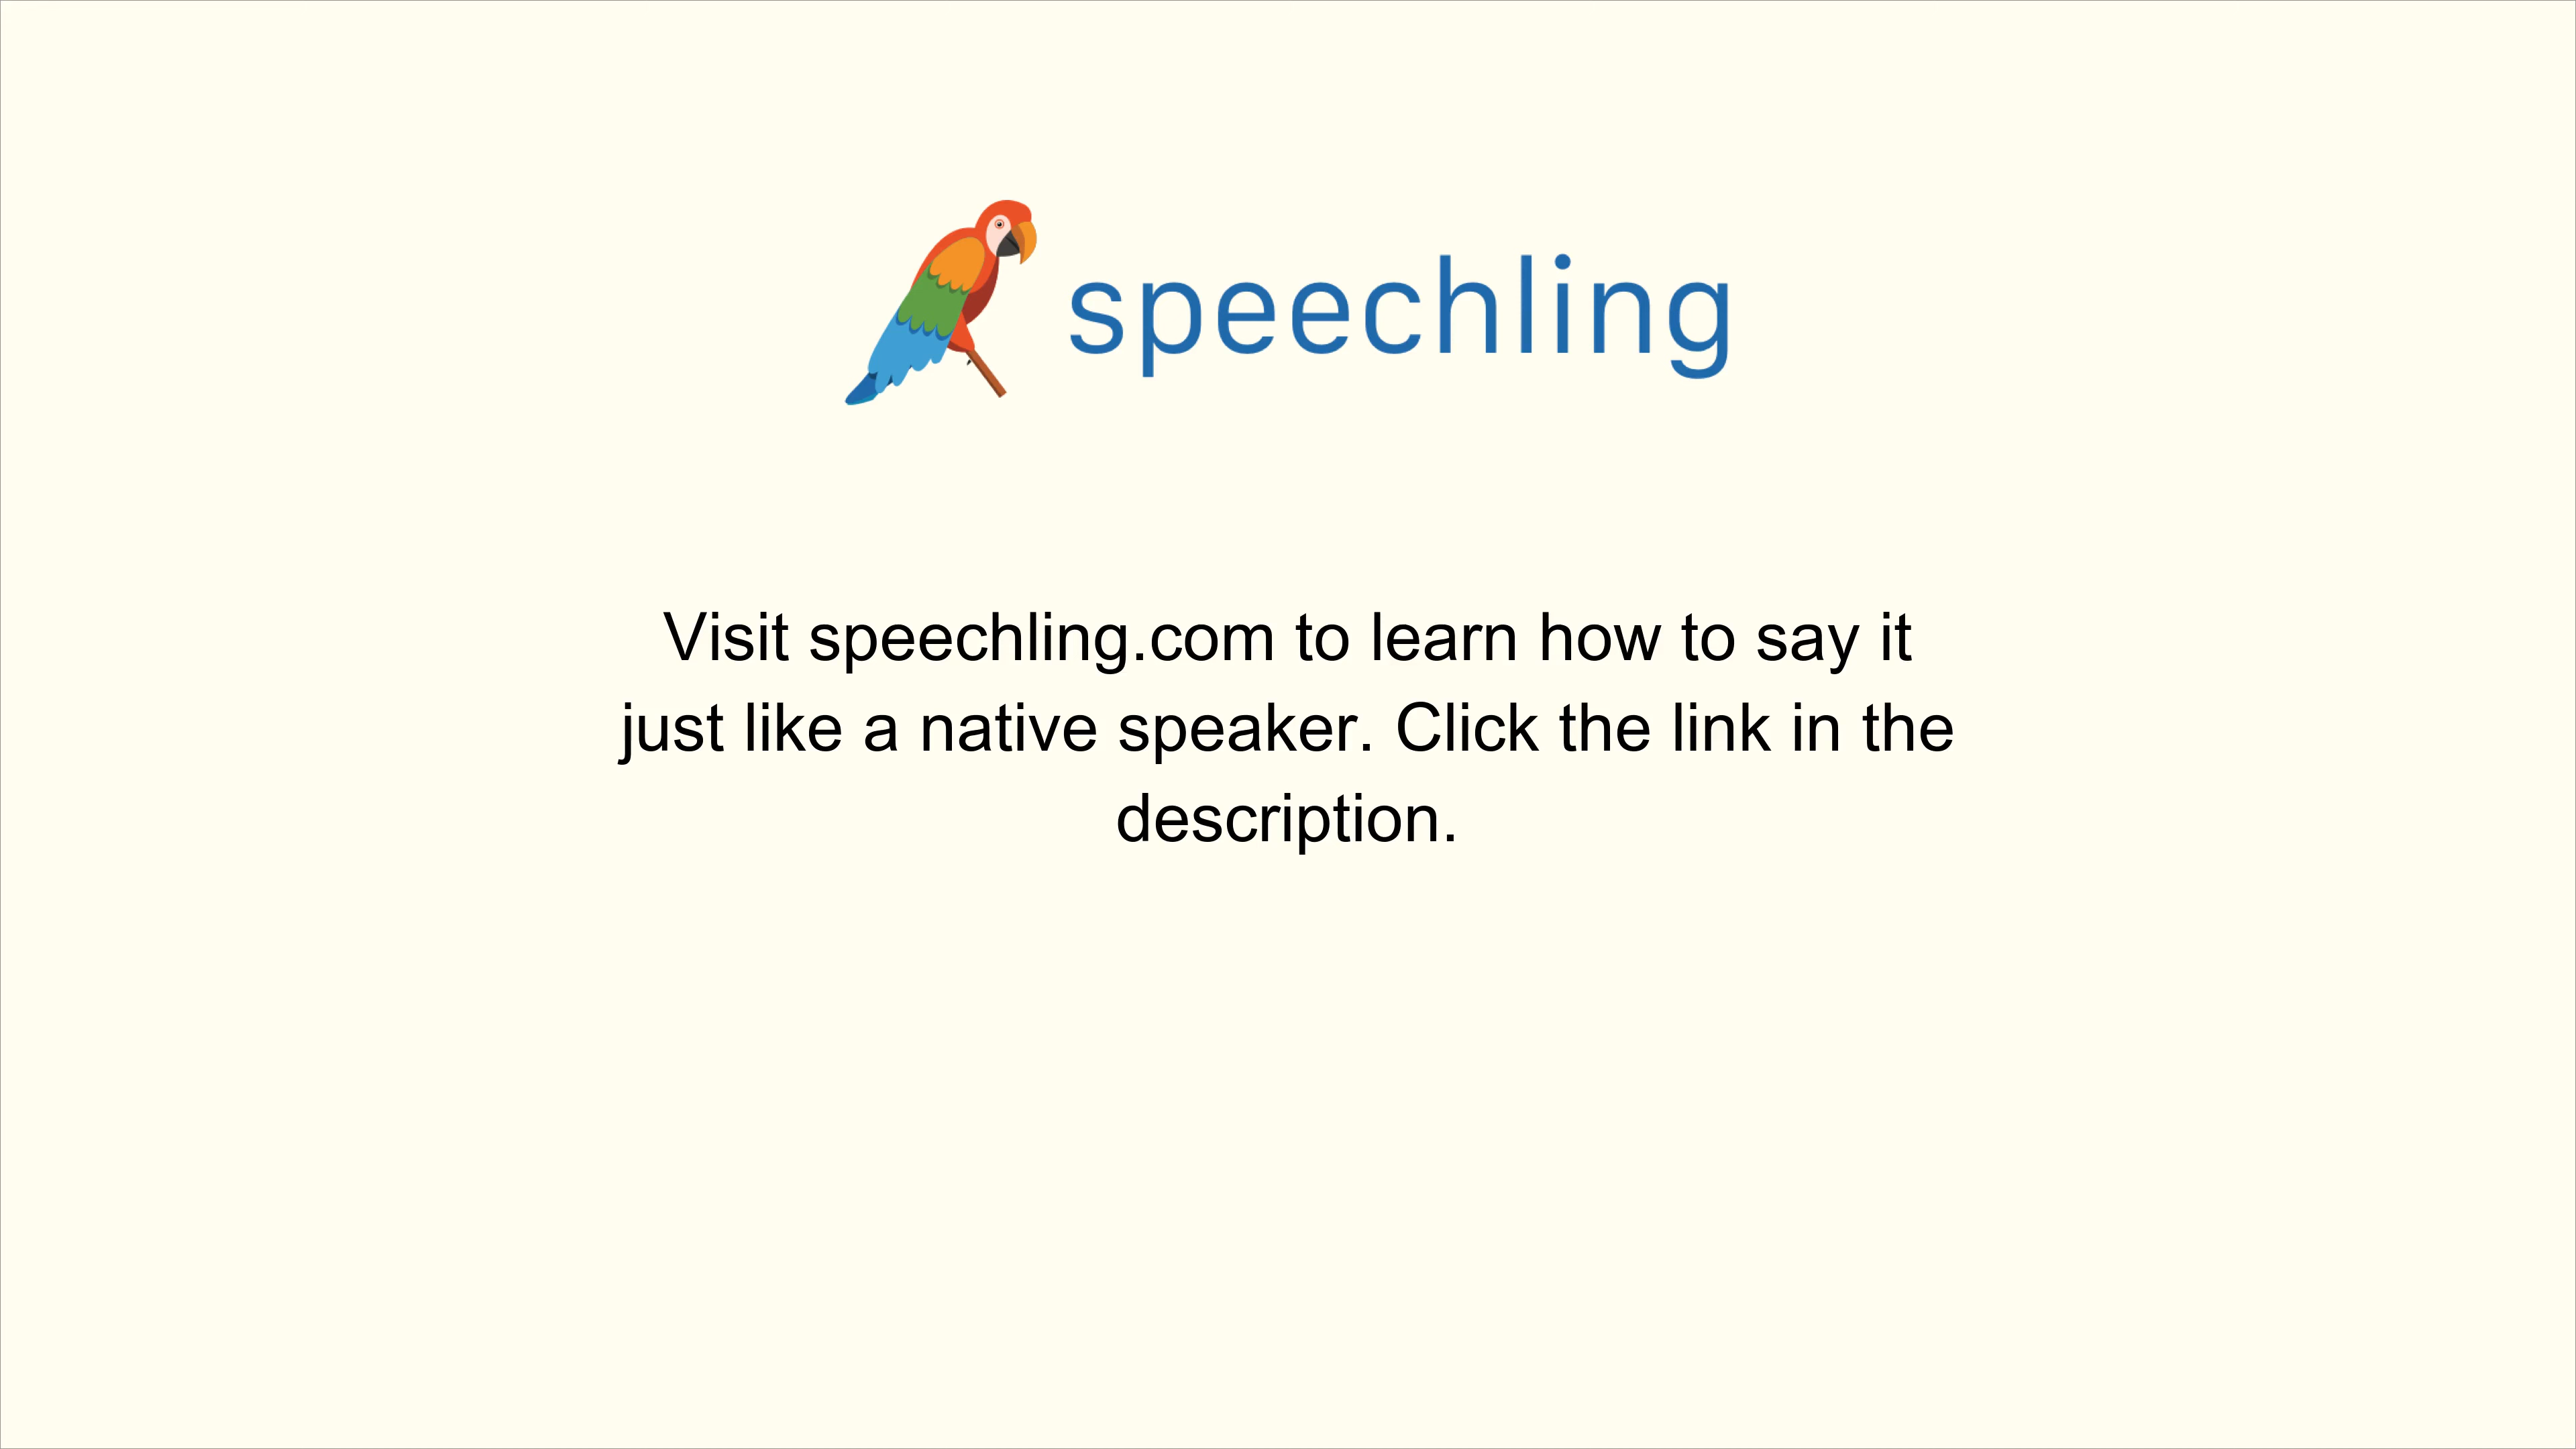 speechling
Visit speechling.com to learn how to say it
just like a native speaker. Click the link in the
description.